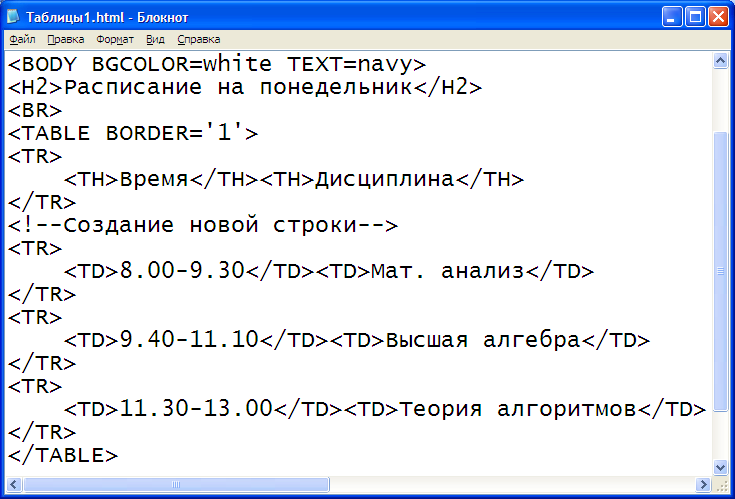 Таблицы1.html - Блокнот
Файл Правка Формат Вид Справка
<BODY BGCOLOR=white TEXT=navy>
<H2>Расписание на понедельник</H2>
<BR>
<TABLE BORDER='1'>
<TR>
    <TH>Время</TH><TH>Дисциплина</TH>
</TR>
<!--Создание новой строки-->
<TR>
    <TD>8.00-9.30</TD><TD>Мат. анализ</TD>
</TR>
<TR>
    <TD>9.40-11.10</TD><TD>Высшая алгебра</TD>
</TR>
<TR>
    <TD>11.30-13.00</TD><TD>Теория алгоритмов</TD>
</TR>
</TABLE>